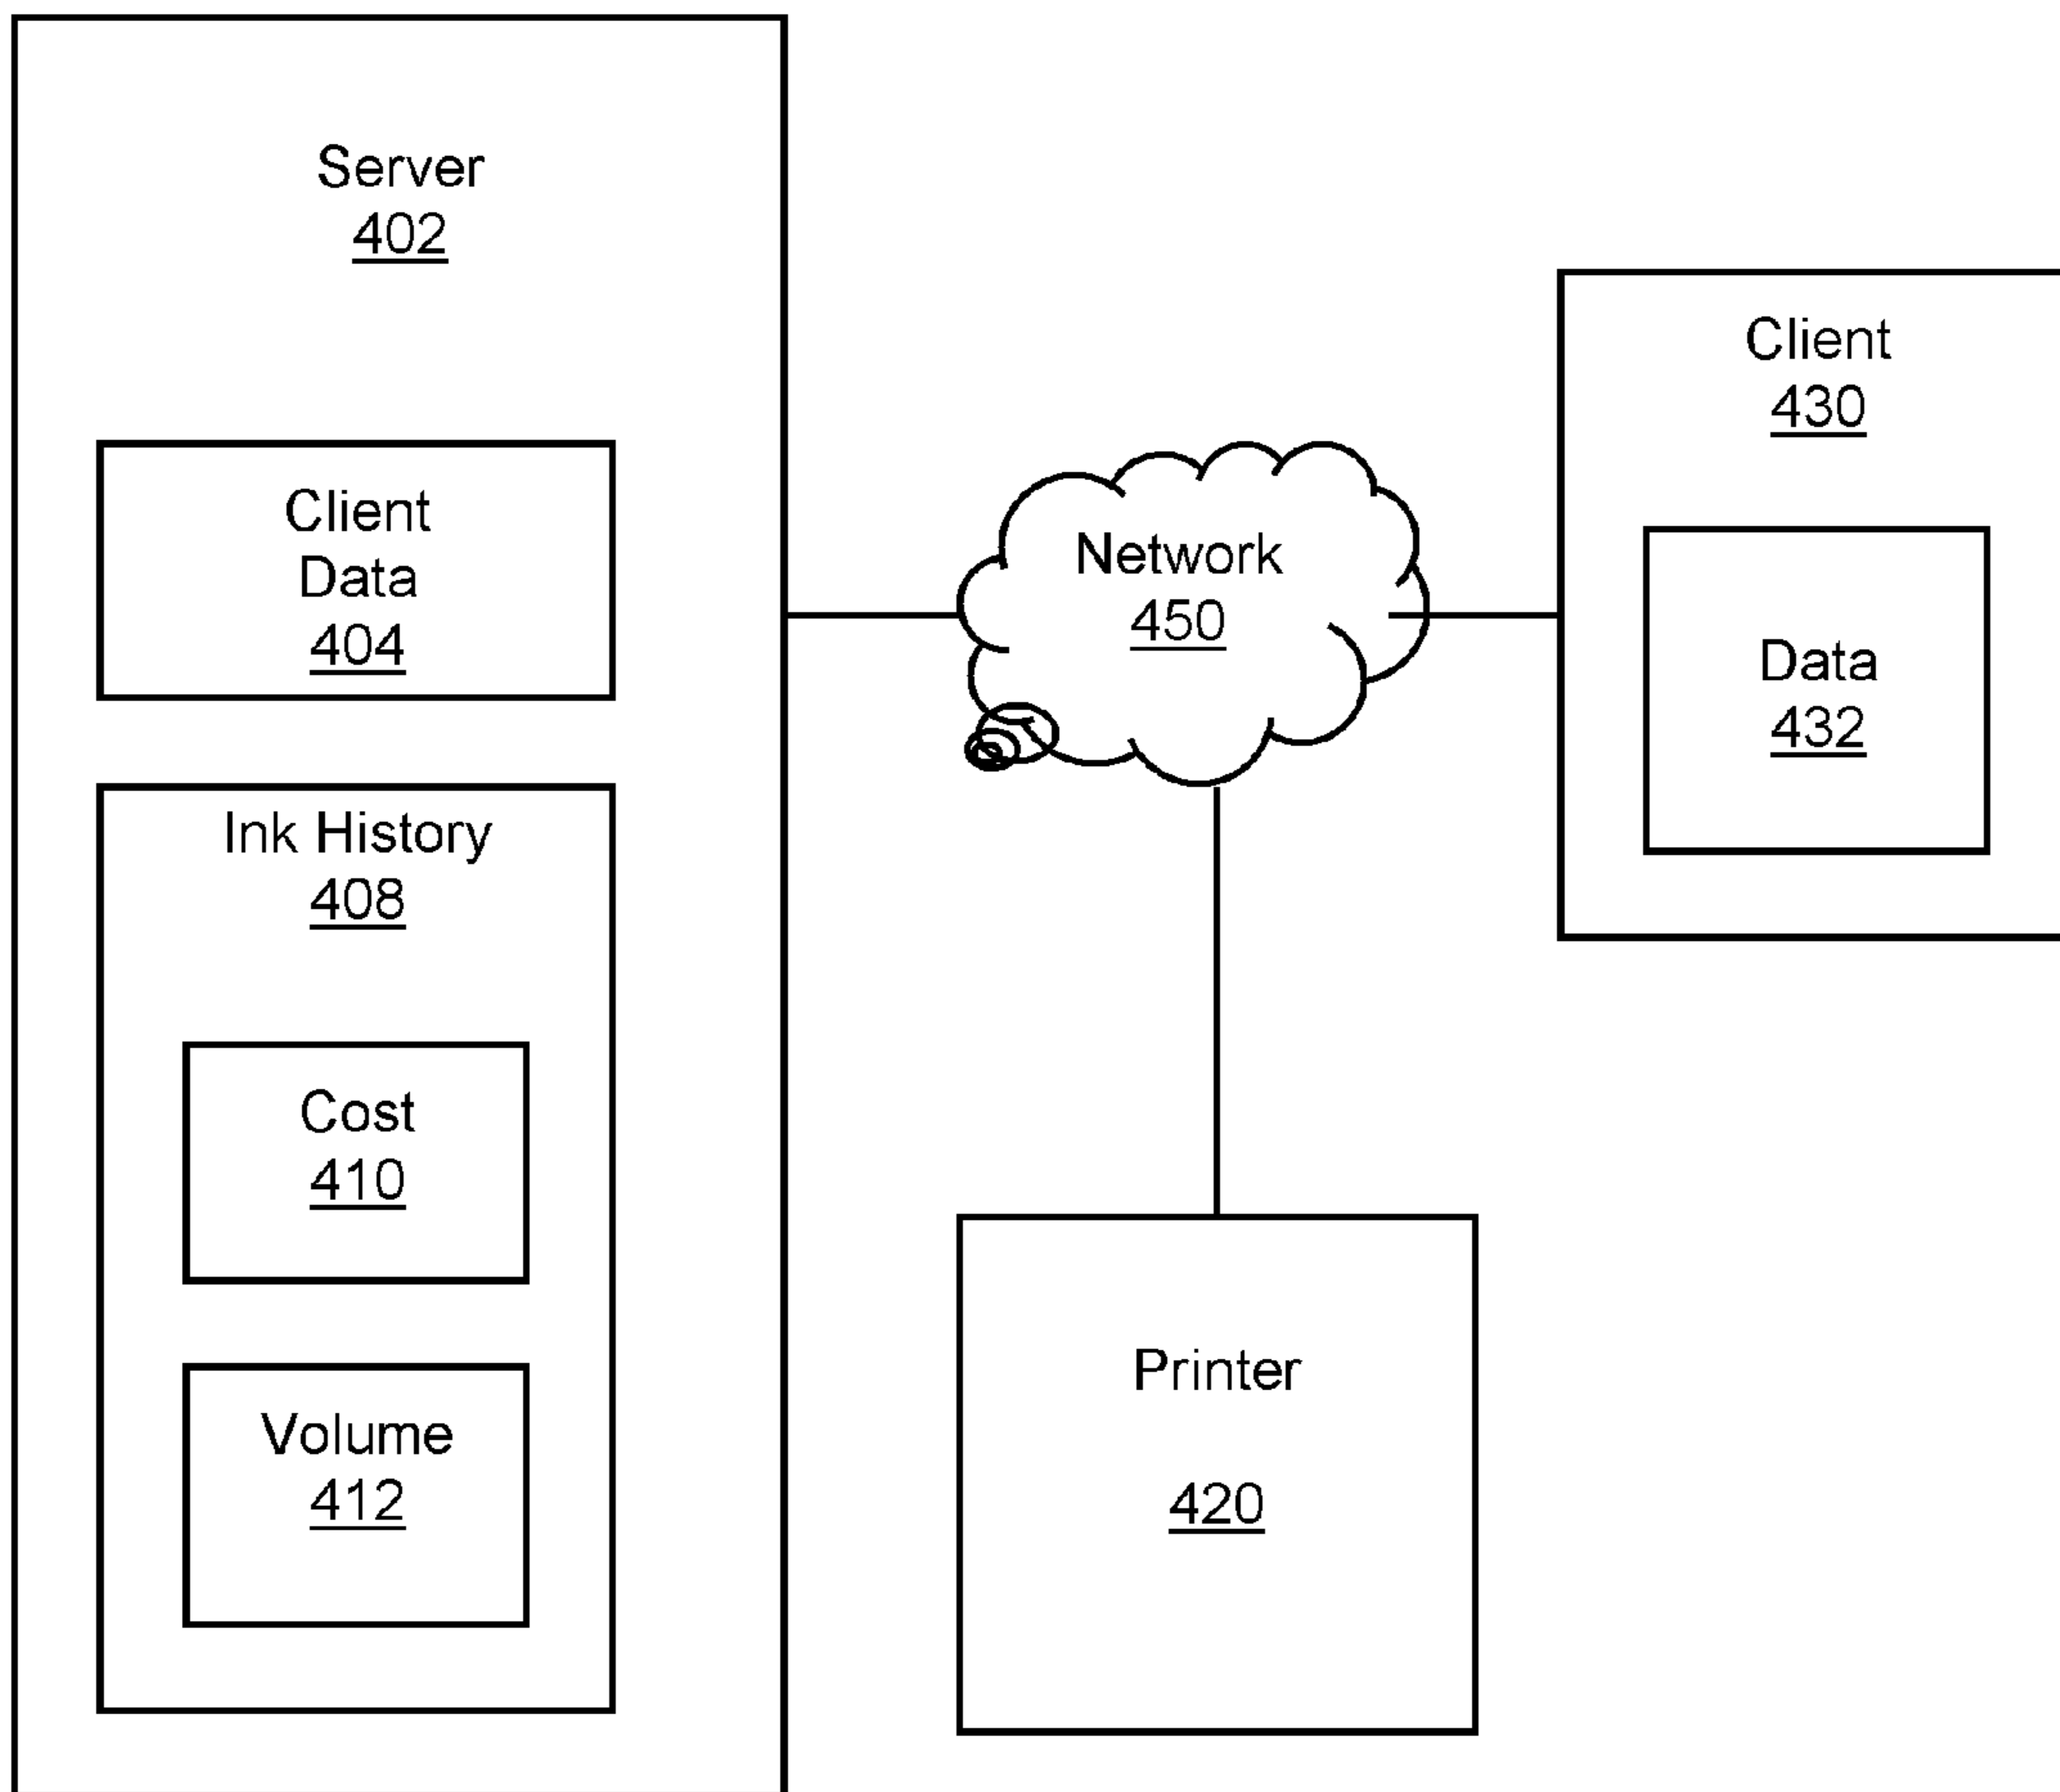 Server
402
Client
Data
404
Ink History
408
Cost
410
Volume
412
Network
450
Printer
420
Client
430
Data
432